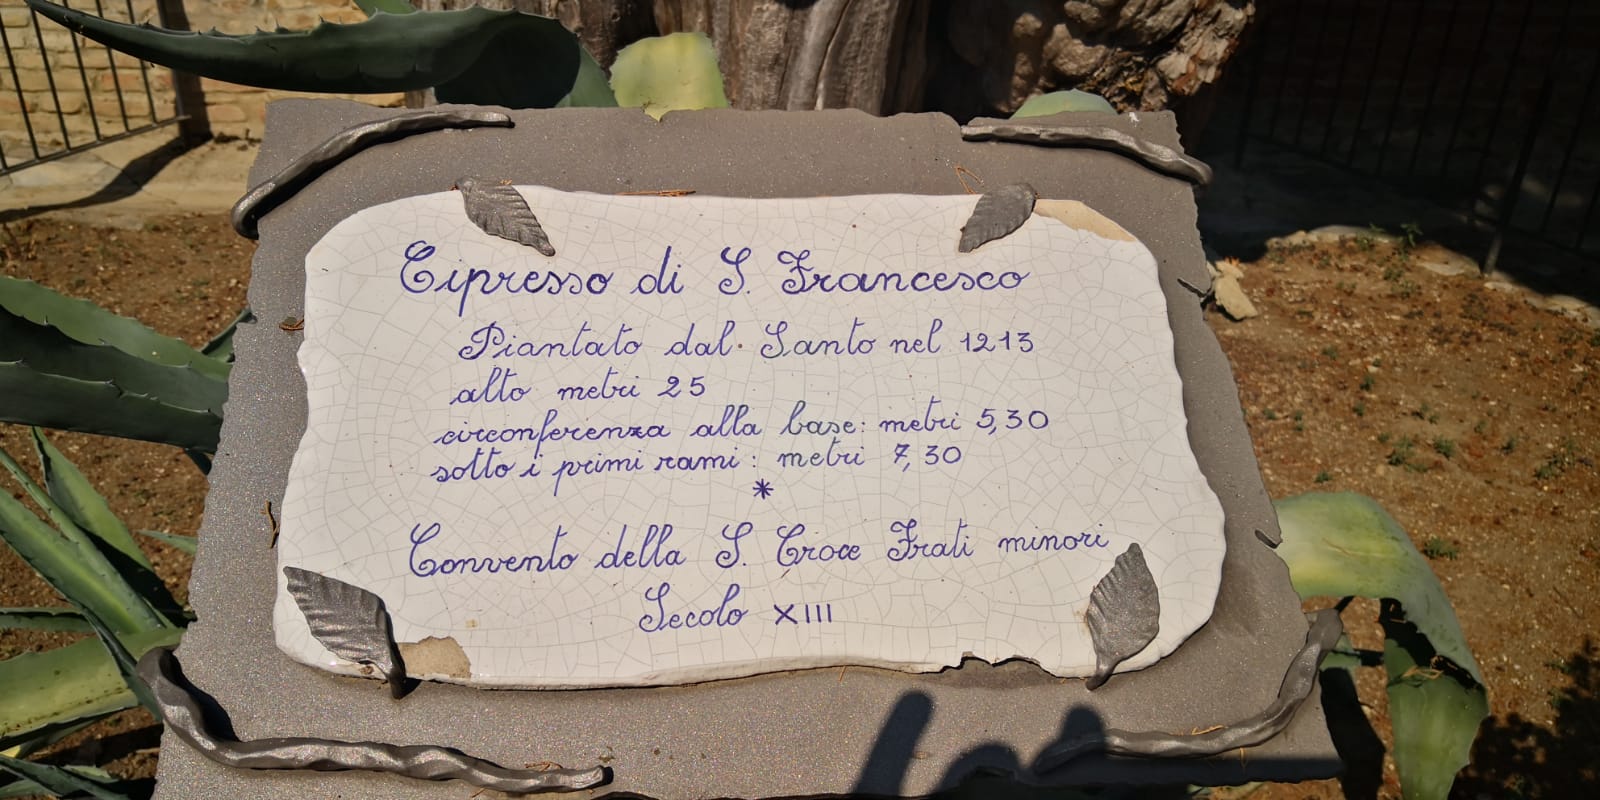 Cipresso di S. Francesco
Piantato dal Santo nel 1213
alto metri 25
circonferenza alla base: metri 5,30
sotto i primi rami: metri 7,30
*
Convento della S. Croce Frati minori
Secolo XIII